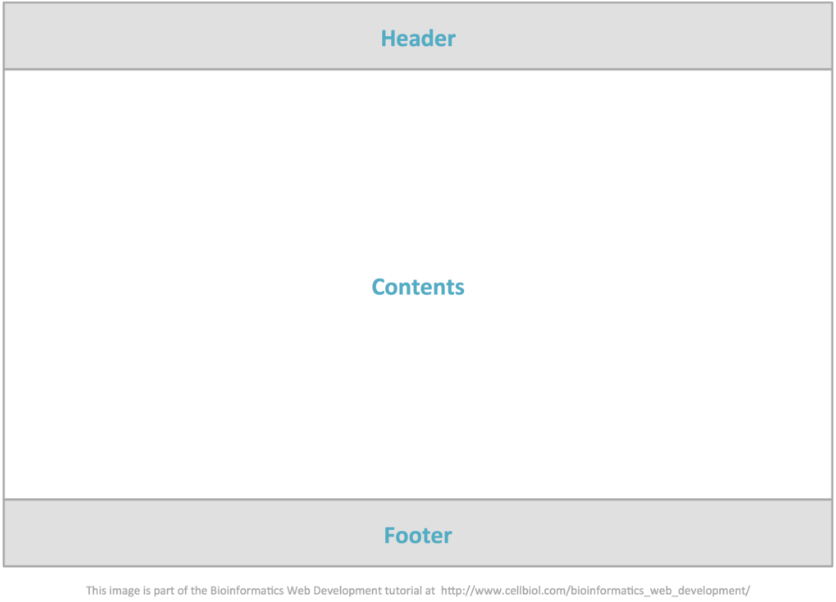 Header
Contents
Footer
This image is part of the Bioinformatics Web Development tutorial at http://www.cellbiol.com/bioinformatics_web_development/